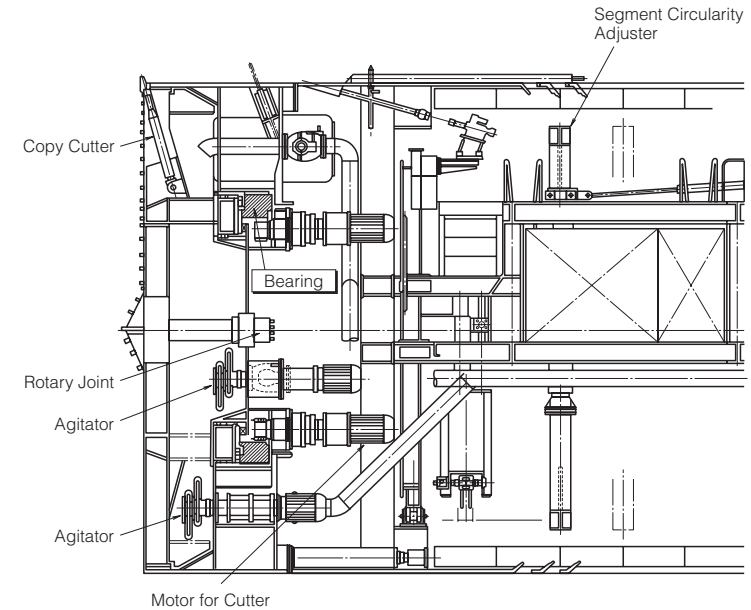 Segment Circularity
Adjuster
Copy Cutter
Bearing
Rotary Joint
Agitator
Agitator
Motor for Cutter